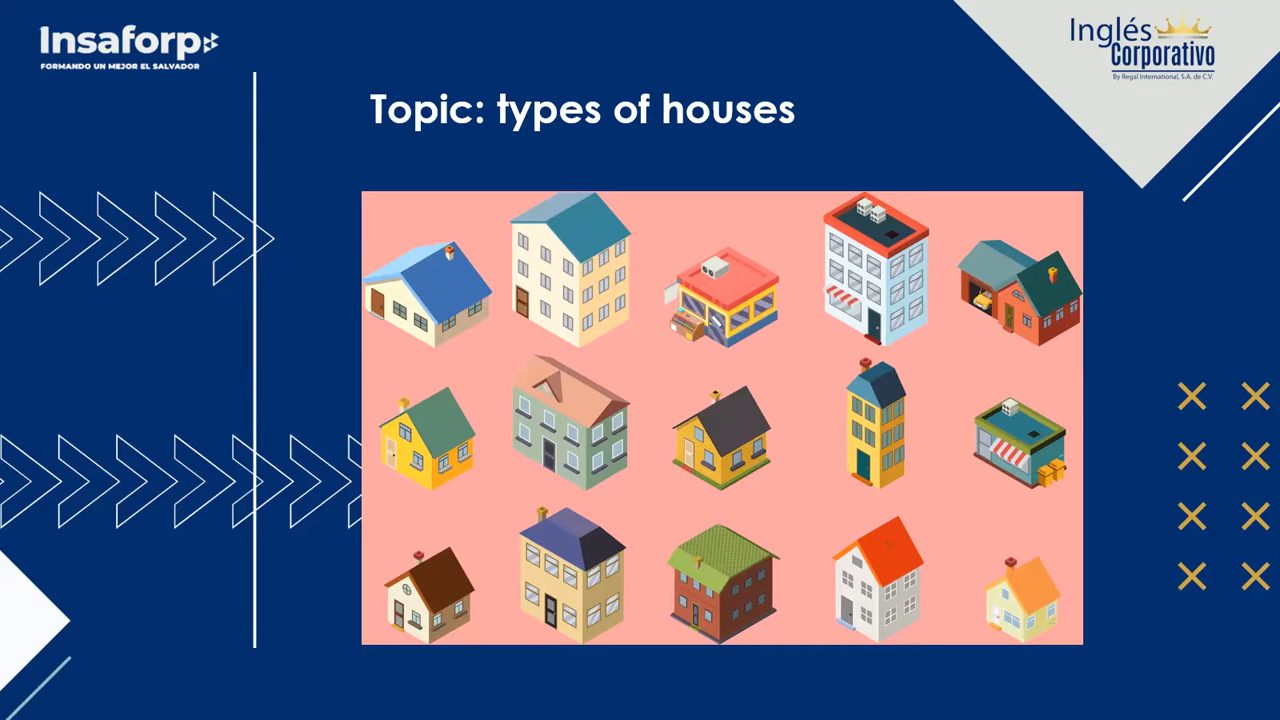 Insaforp
FORMANDO UN MEJOR EL SALVADOR
Inglés
Corporativo
By Regal International, S.A. de C.V.
Topic: types of houses